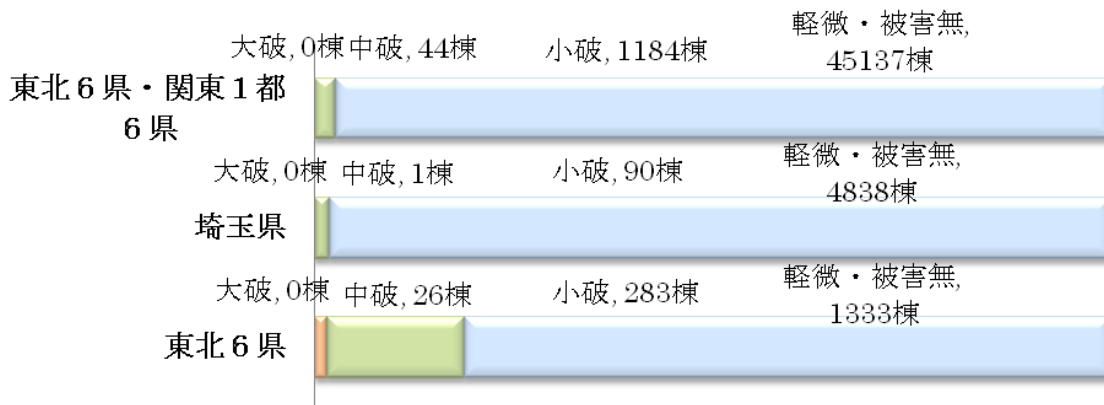 大破, 0棟 中破, 44棟 小破, 1184棟 軽微・被害無,
45137棟
東北６県・関東１都
６県
大破, 0棟 中破, 1棟 小破, 90棟 軽微・被害無,
4838棟
埼玉県
大破, 0棟 中破, 26棟 小破, 283棟 軽微・被害無,
1333棟
東北６県